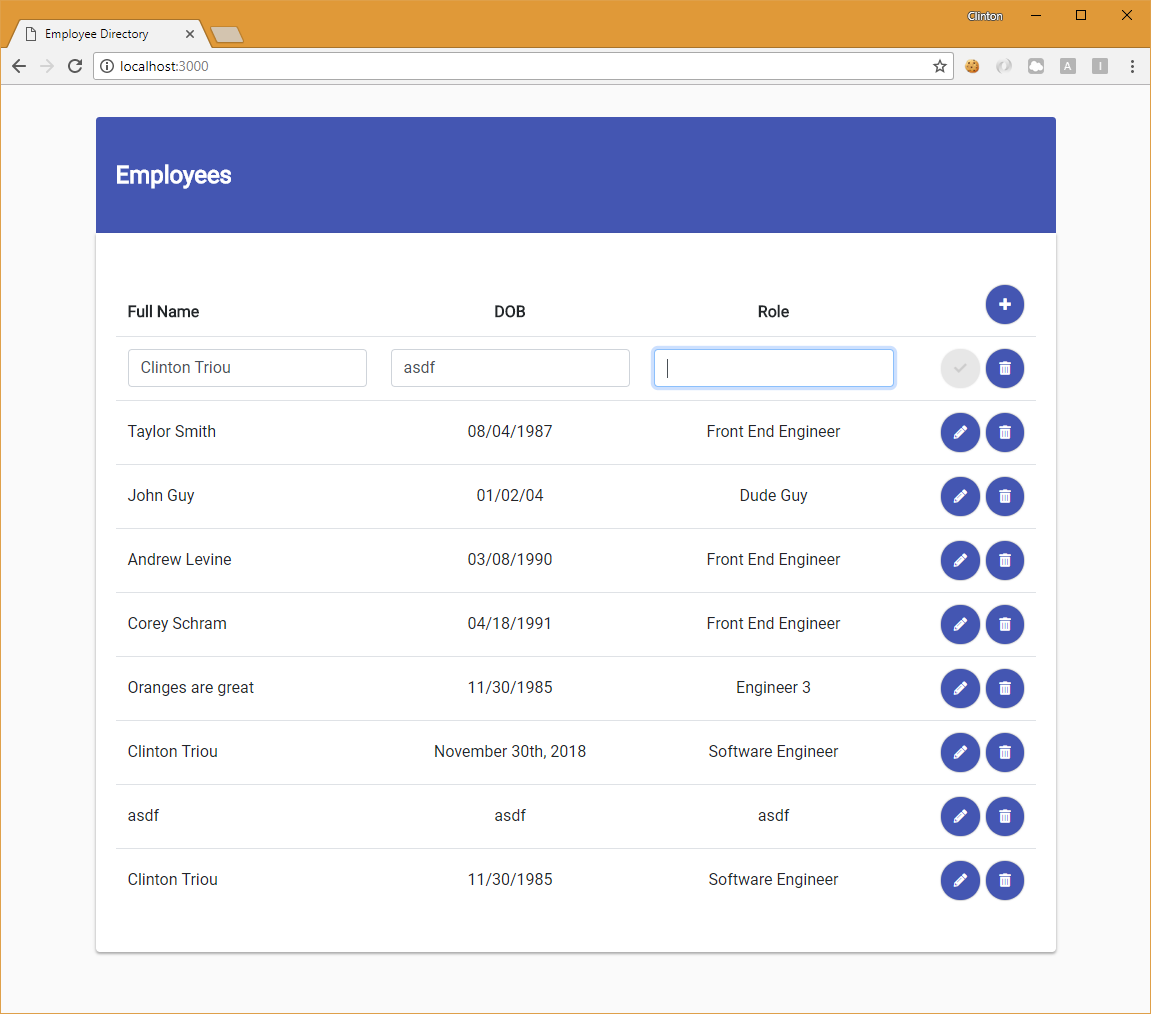 Clinton
Employee Directory
localhost:3000
A I
Employees
Full Name DOB Role
Clinton Triou asdf
Taylor Smith 08/04/1987 Front End Engineer
John Guy 01/02/04 Dude Guy
Andrew Levine 03/08/1990 Front End Engineer
Corey Schram 04/18/1991 Front End Engineer
Oranges are great 11/30/1985 Engineer 3
Clinton Triou November 30th, 2018 Software Engineer
asdf asdf asdf
Clinton Triou 11/30/1985 Software Engineer